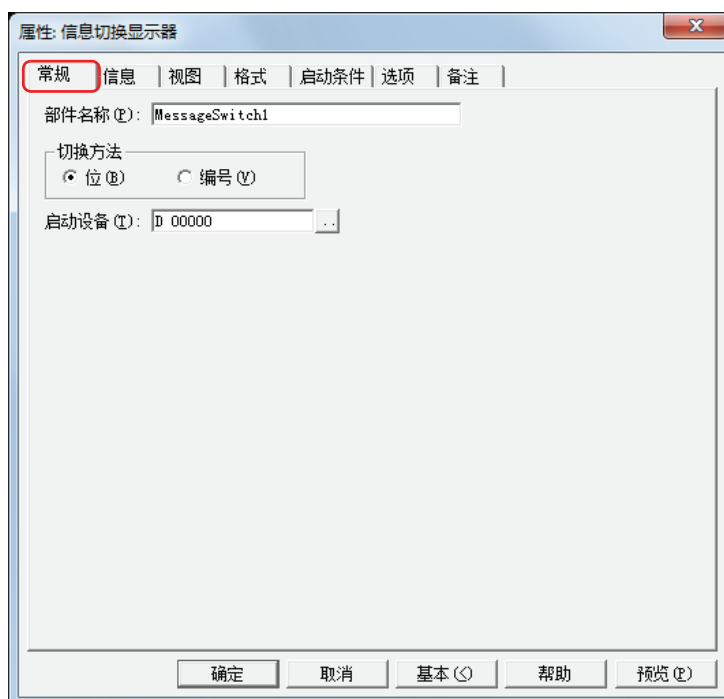 属性: 信息切换显示器
常规 信息 视图 格式 启动条件 选项 备注
部件名称(P): MessageSwitch1
切换方法
位(B) 编号(V)
启动设备(T): D 00000 ..
确定 取消 基本(<) 帮助 预览(P)